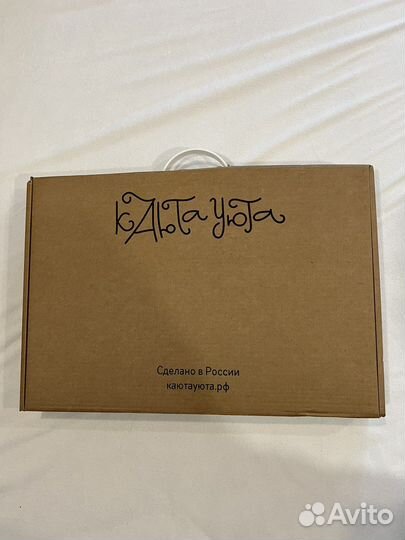 кАюта уюта
Сделано в России
каютауюта.рф
Avito